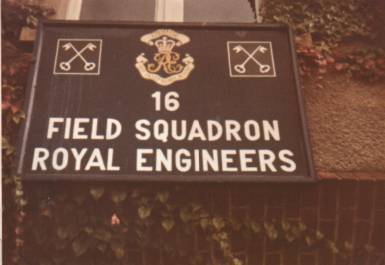 16
FIELD SQUADRON
ROYAL ENGINEERS